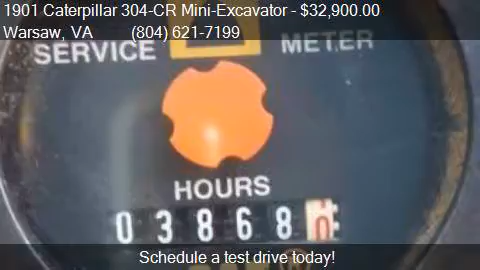 1901 Caterpillar 304-CR Mini-Excavator - $32,900.00
Warsaw, VA (804) 621-7199
SERVICE METER
HOURS
03868 0
Schedule a test drive today!